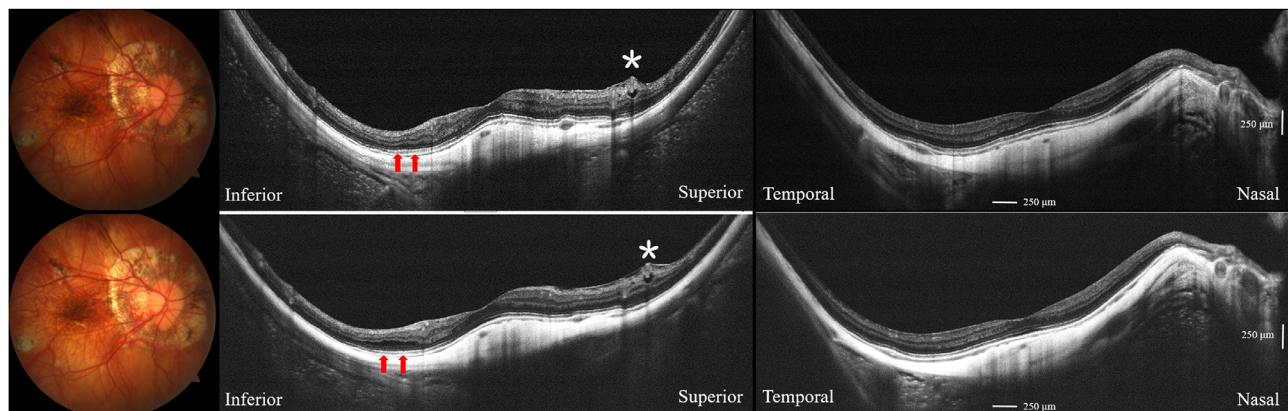 *
Inferior
Superior
Temporal
250 µm
Nasal
250 µm
*
Inferior
Superior
Temporal
250 µm
Nasal
250 µm